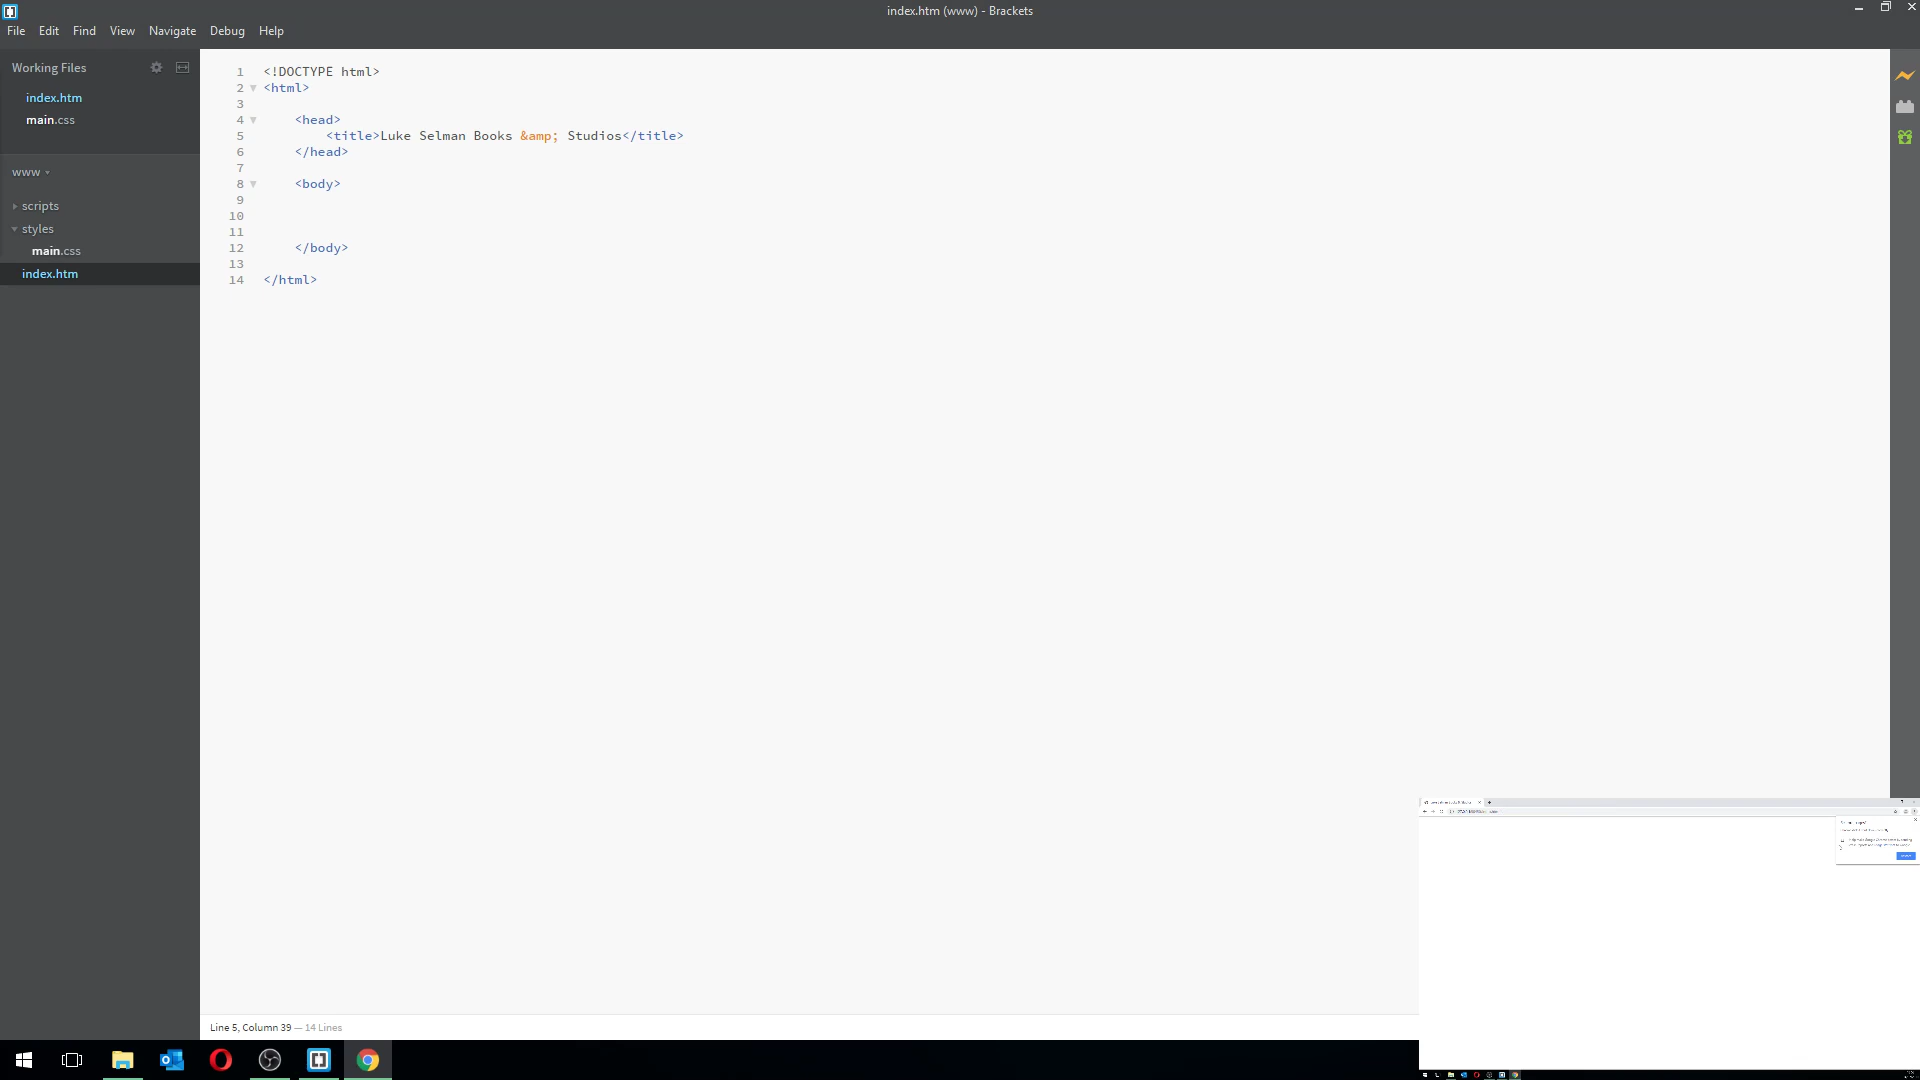 index.htm (www) - Brackets
File Edit Find View Navigate Debug Help
Working Files
index.htm
main.css
www
scripts
styles
main.css
index.htm
1 <!DOCTYPE html>
2 <html>
3
4 <head>
5 <title>Luke Selman Books &amp; Studios</title>
6 </head>
7
8 <body>
9
10
11
12 </body>
13
14 </html>
Line 5, Column 39 — 14 Lines